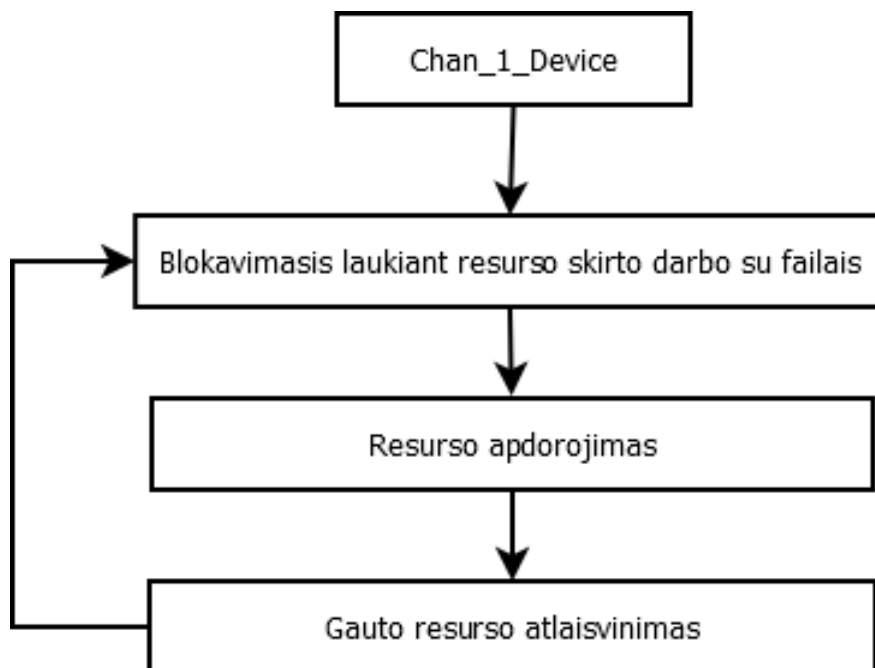 Chan_1_Device
Blokavimasis laukiant resurso skirto darbo su failais
Resurso apdorojimas
Gauto resurso atlaisvinimas